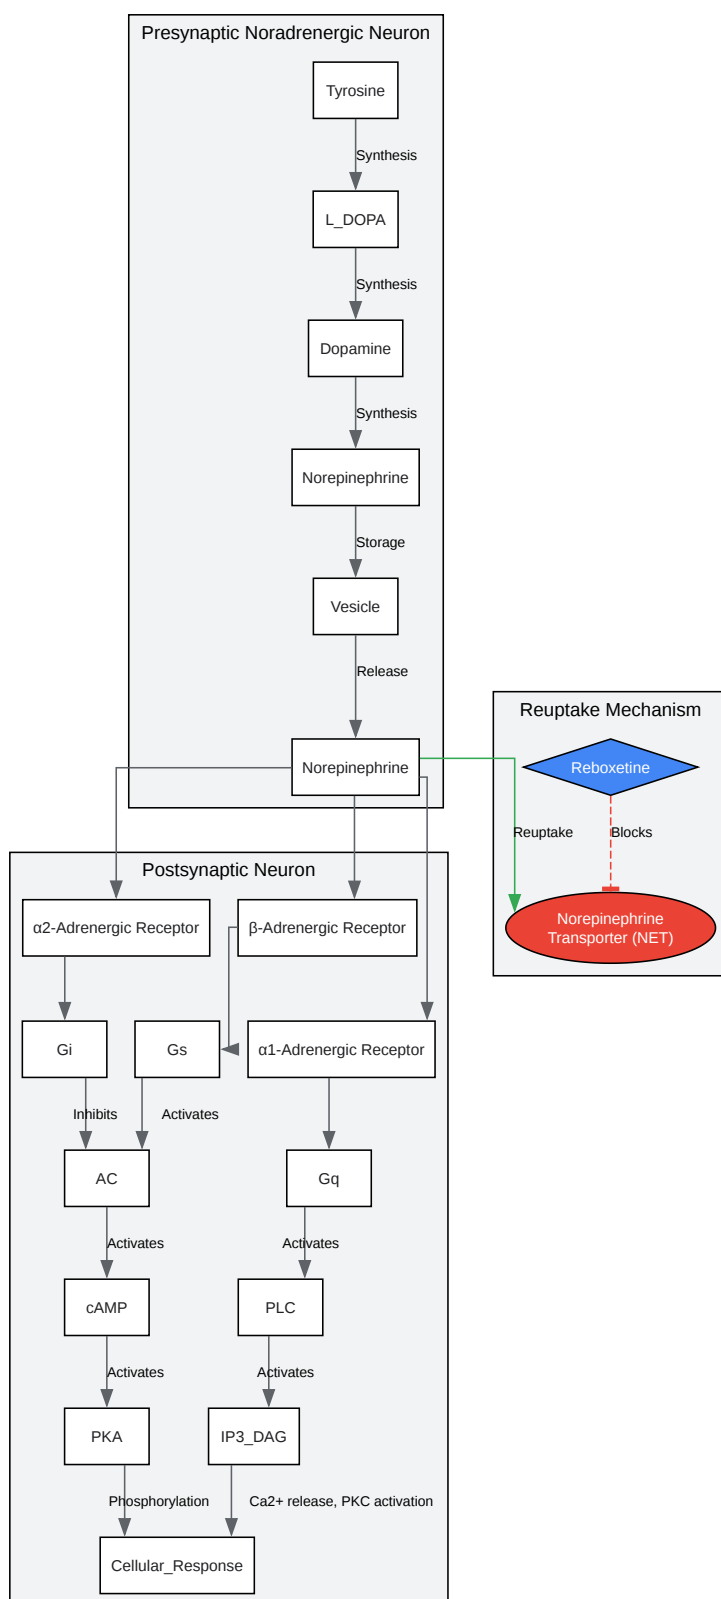 Presynaptic Noradrenergic Neuron
Tyrosine
Synthesis
L_DOPA
Synthesis
Dopamine
Synthesis
Norepinephrine
Storage
Vesicle
Release
Norepinephrine
Reuptake Mechanism
Reboxetine
Reuptake
Blocks
Norepinephrine
Transporter (NET)
Postsynaptic Neuron
α2-Adrenergic Receptor
β-Adrenergic Receptor
Gi
Gs
α1-Adrenergic Receptor
Inhibits
Activates
AC
Gq
Activates
Activates
cAMP
PLC
Activates
Activates
PKA
IP3_DAG
Phosphorylation
Ca2+ release, PKC activation
Cellular_Response